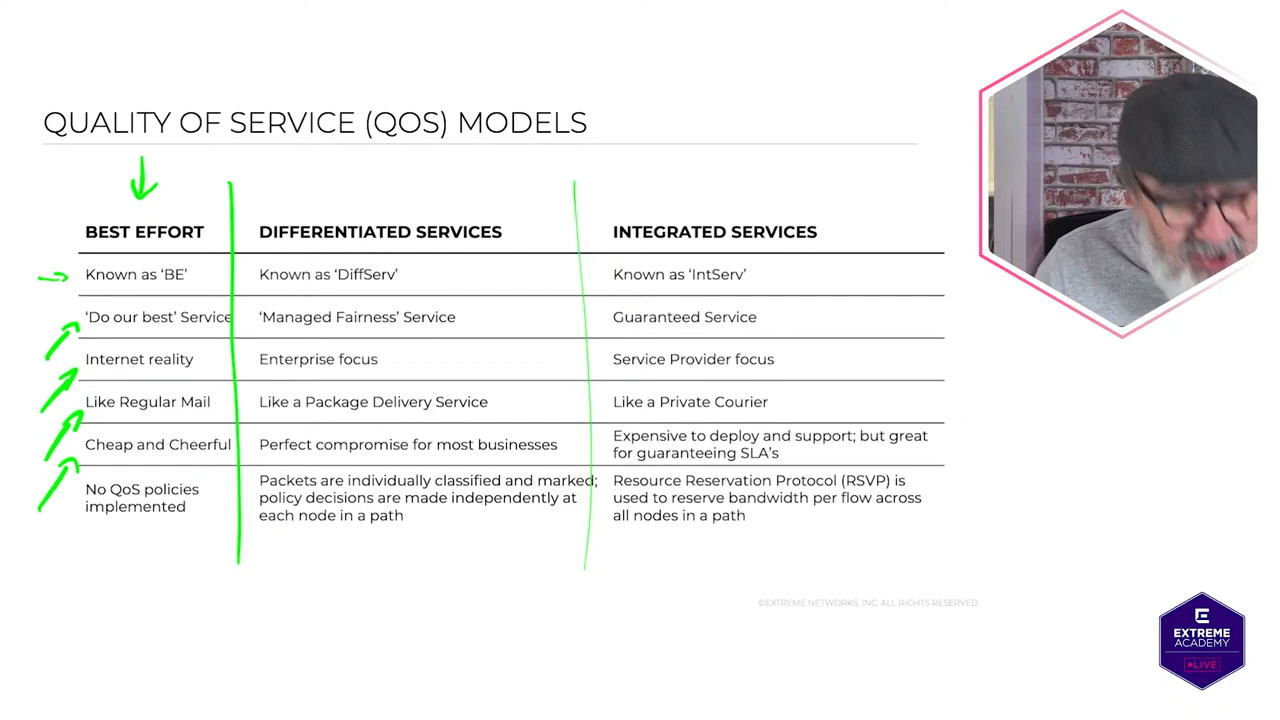 QUALITY OF SERVICE (QOS) MODELS
BEST EFFORT
DIFFERENTIATED SERVICES
INTEGRATED SERVICES
Known as ‘BE’
Known as ‘DiffServ’
Known as ‘IntServ’
‘Do our best’ Service
‘Managed Fairness’ Service
Guaranteed Service
Internet reality
Enterprise focus
Service Provider focus
Like Regular Mail
Like a Package Delivery Service
Like a Private Courier
Cheap and Cheerful
Perfect compromise for most businesses
Expensive to deploy and support; but great
for guaranteeing SLA’s
No QoS policies
implemented
Packets are individually classified and marked;
policy decisions are made independently at
each node in a path
Resource Reservation Protocol (RSVP) is
used to reserve bandwidth per flow across
all nodes in a path
©EXTREME NETWORKS, INC. ALL RIGHTS RESERVED.
EXTREME
ACADEMY
LIVE